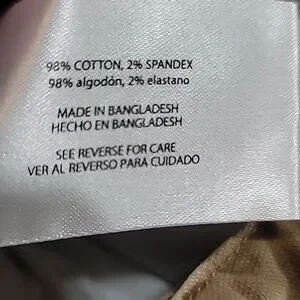 98% COTTON, 2% SPANDEX
98% algodón, 2% elastano
MADE IN BANGLADESH
HECHO EN BANGLADESH
SEE REVERSE FOR CARE
VER AL REVERSO PARA CUIDADO